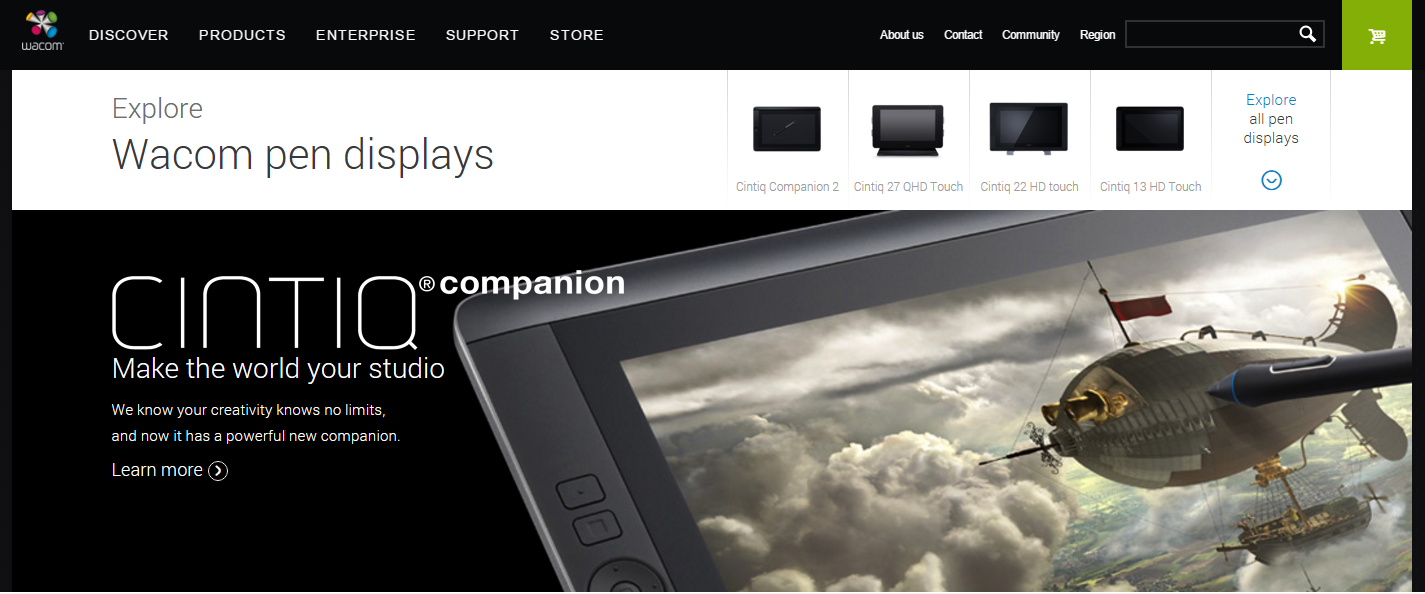 wacom
DISCOVER
PRODUCTS
ENTERPRISE
SUPPORT
STORE
About us
Contact
Community
Region
Explore
Wacom pen displays
Cintiq Companion 2
Cintiq 27 QHD Touch
Cintiq 22 HD touch
Cintiq 13 HD Touch
Explore
all pen
displays
CINTIQ® companion
Make the world your studio
We know your creativity knows no limits,
and now it has a powerful new companion.
Learn more